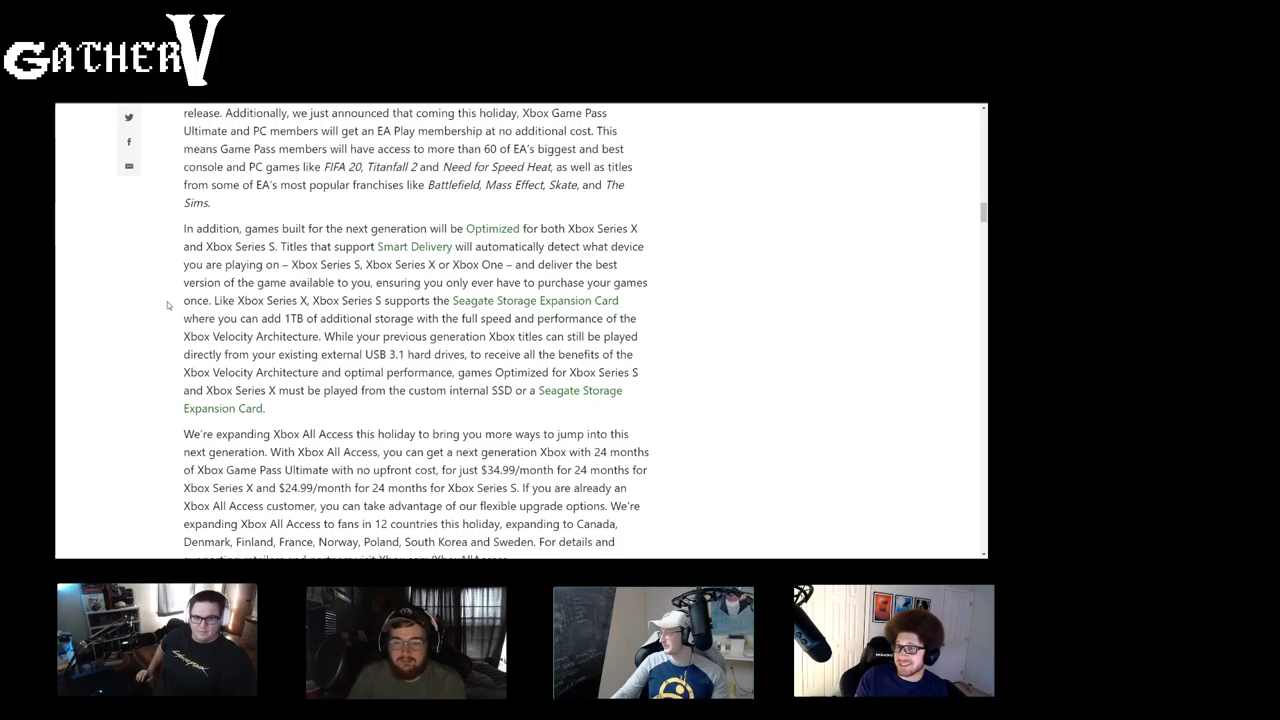 GATHER V
release. Additionally, we just announced that coming this holiday, Xbox Game Pass
Ultimate and PC members will get an EA Play membership at no additional cost. This
means Game Pass members will have access to more than 60 of EA's biggest and best
console and PC games like FIFA 20, Titanfall 2 and Need for Speed Heat, as well as titles
from some of EA's most popular franchises like Battlefield, Mass Effect, Skate, and The
Sims.
In addition, games built for the next generation will be Optimized for both Xbox Series X
and Xbox Series S. Titles that support Smart Delivery will automatically detect what device
you are playing on – Xbox Series S, Xbox Series X or Xbox One – and deliver the best
version of the game available to you, ensuring you only ever have to purchase your games
once. Like Xbox Series X, Xbox Series S supports the Seagate Storage Expansion Card
where you can add 1TB of additional storage with the full speed and performance of the
Xbox Velocity Architecture. While your previous generation Xbox titles can still be played
directly from your existing external USB 3.1 hard drives, to receive all the benefits of the
Xbox Velocity Architecture and optimal performance, games Optimized for Xbox Series S
and Xbox Series X must be played from the custom internal SSD or a Seagate Storage
Expansion Card.
We're expanding Xbox All Access this holiday to bring you more ways to jump into this
next generation. With Xbox All Access, you can get a next generation Xbox with 24 months
of Xbox Game Pass Ultimate with no upfront cost, for just $34.99/month for 24 months for
Xbox Series X and $24.99/month for 24 months for Xbox Series S. If you are already an
Xbox All Access customer, you can take advantage of our flexible upgrade options. We're
expanding Xbox All Access to fans in 12 countries this holiday, expanding to Canada,
Denmark, Finland, France, Norway, Poland, South Korea and Sweden. For details and
supporting retailers and partners visit Xbox.com/XboxAllAccess.